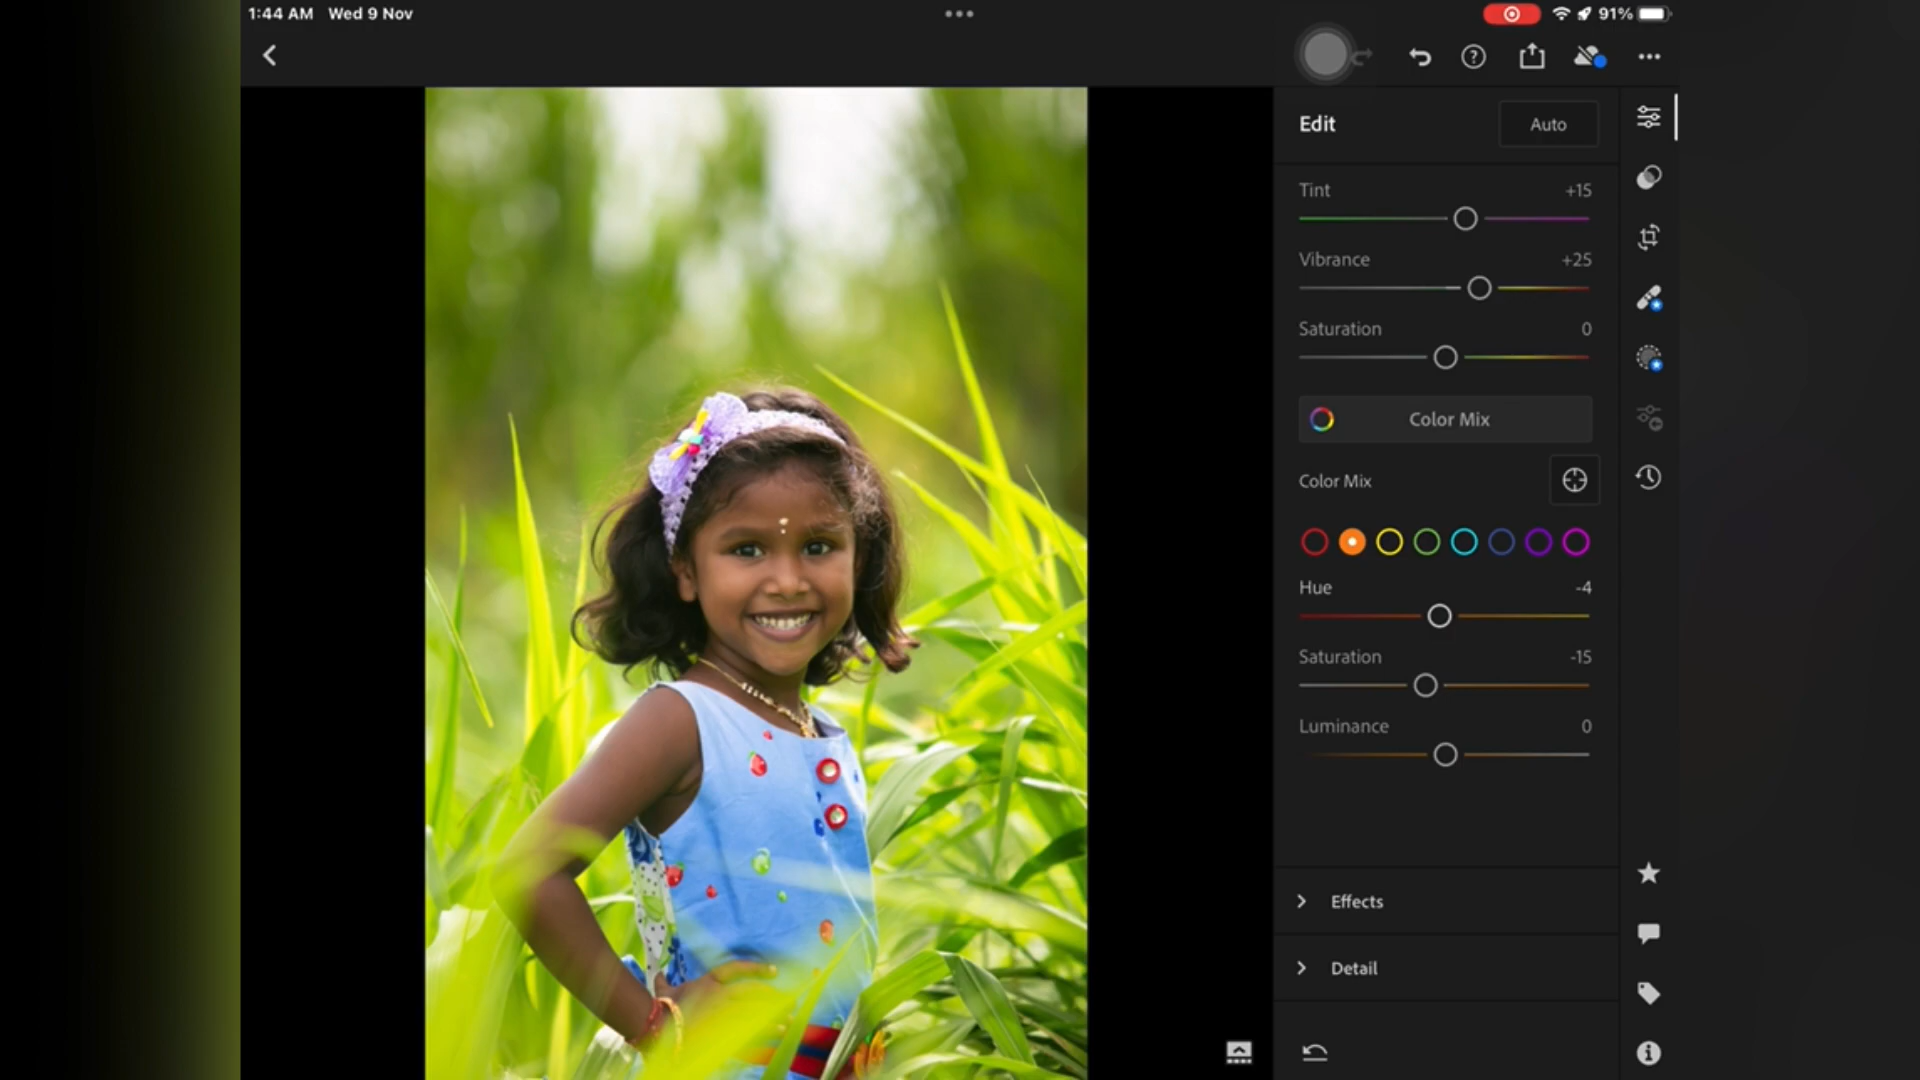 1:44 AM Wed 9 Nov
91%
Edit
Auto
Tint +15
Vibrance +25
Saturation 0
Color Mix
Color Mix
Hue -4
Saturation -15
Luminance 0
Effects
Detail